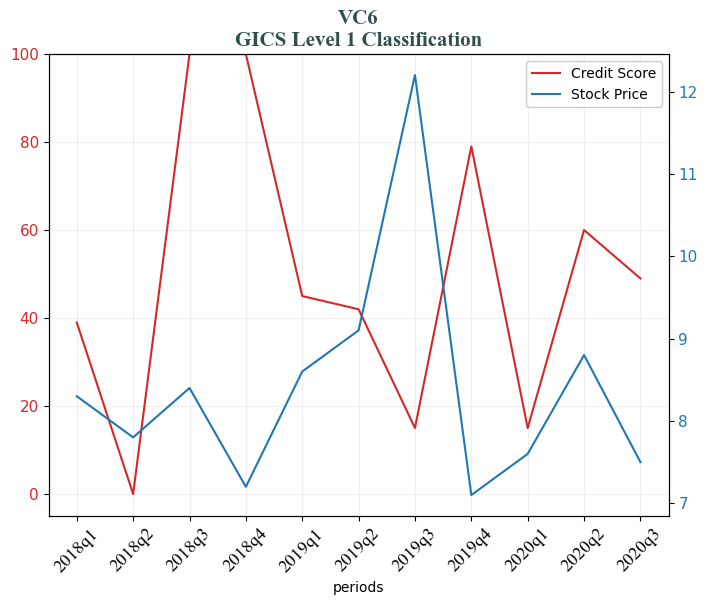 VC6
GICS Level 1 Classification
Credit Score
Stock Price
100
80
60
40
20
0
12
11
10
9
8
7
2018q1
2018q2
2018q3
2018q4
2019q1
2019q2
2019q3
2019q4
2020q1
2020q2
2020q3
periods